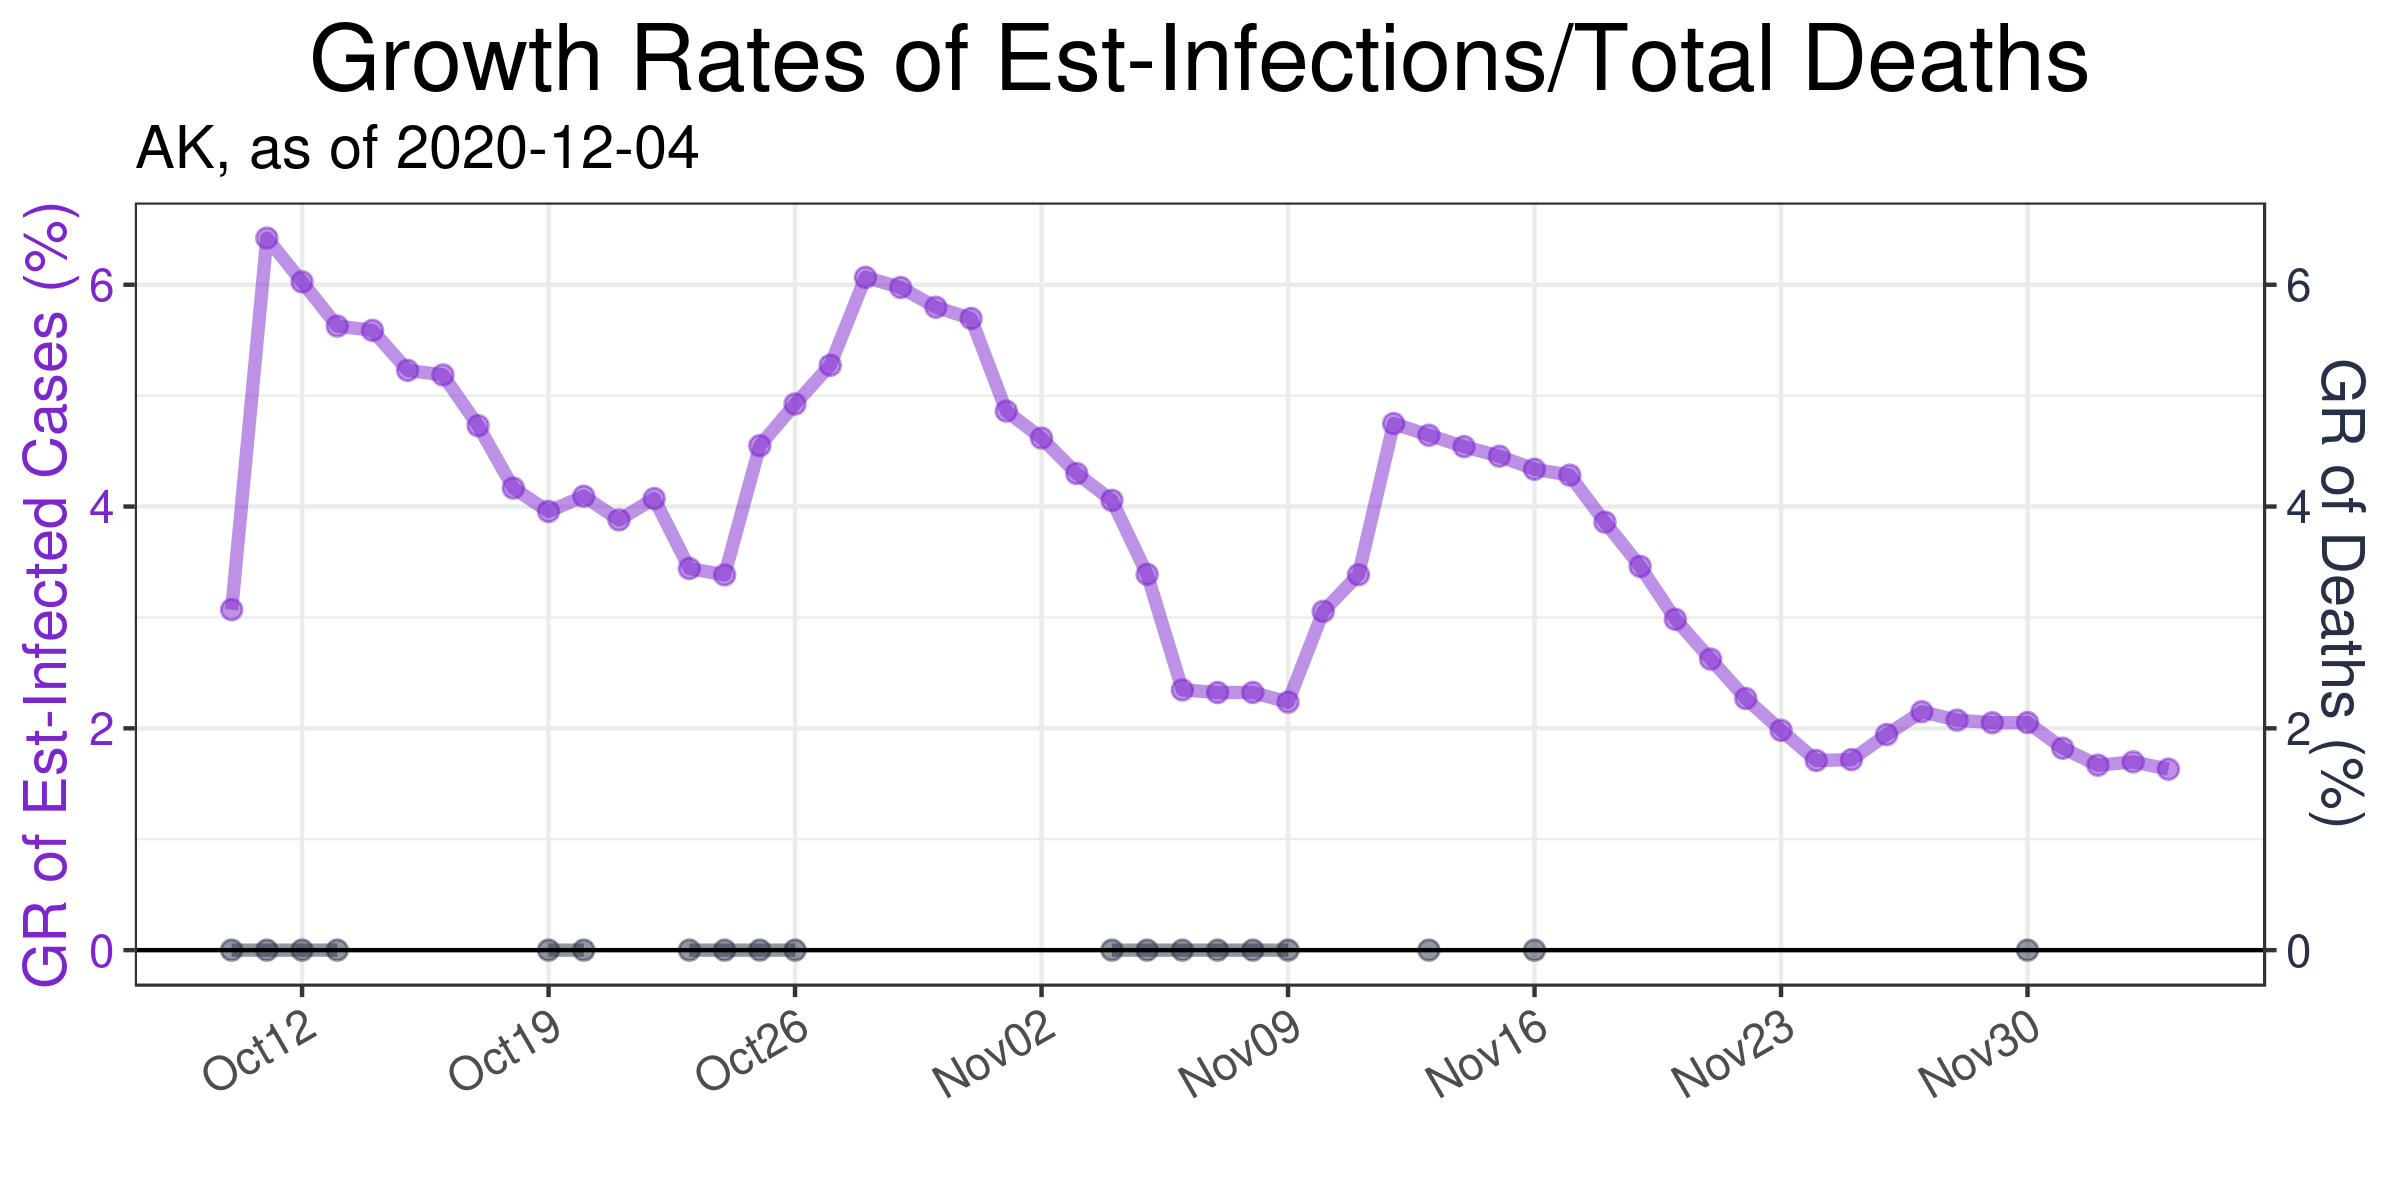 Growth Rates of Est-Infections/Total Deaths
AK, as of 2020-12-04
GR of Est-Infected Cases (%)
6
4
2
0
6
4
2
0
GR of Deaths (%)
Oct12
Oct19
Oct26
Nov02
Nov09
Nov16
Nov23
Nov30